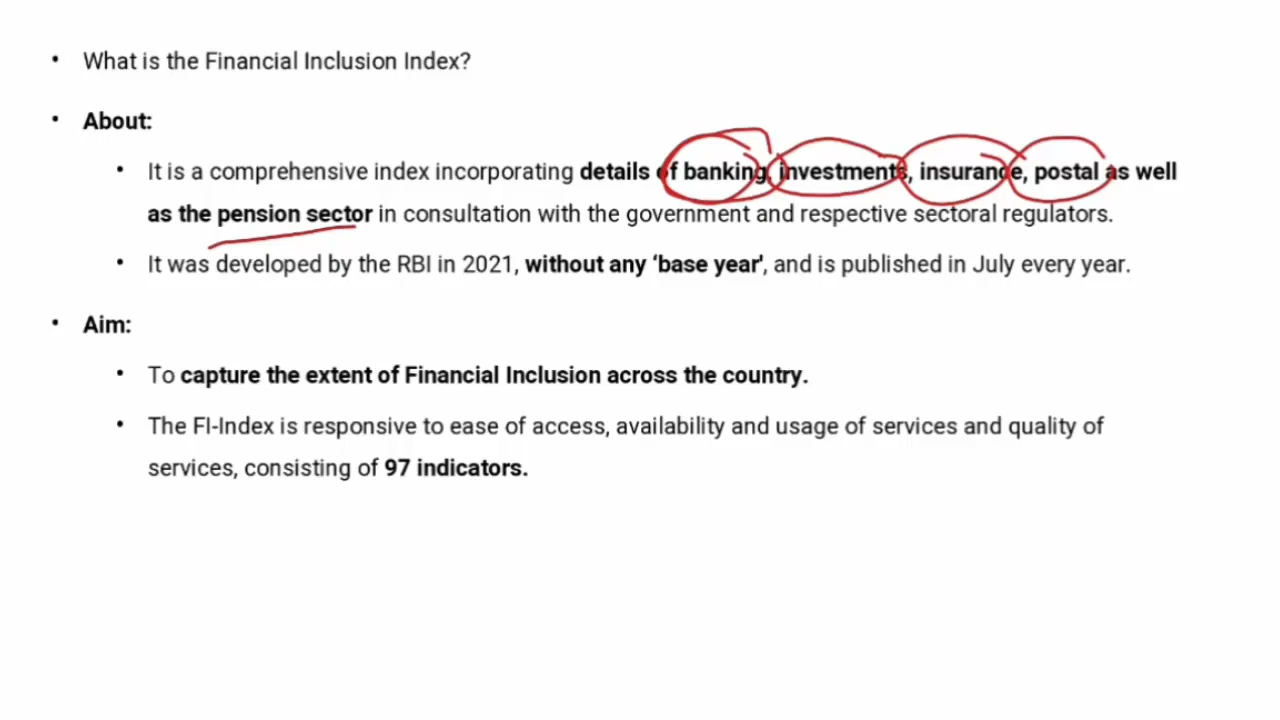 • What is the Financial Inclusion Index?
• About:
• It is a comprehensive index incorporating details of banking, investments, insurance, postal as well
as the pension sector in consultation with the government and respective sectoral regulators.
• It was developed by the RBI in 2021, without any ‘base year', and is published in July every year.
• Aim:
• To capture the extent of Financial Inclusion across the country.
• The FI-Index is responsive to ease of access, availability and usage of services and quality of
services, consisting of 97 indicators.